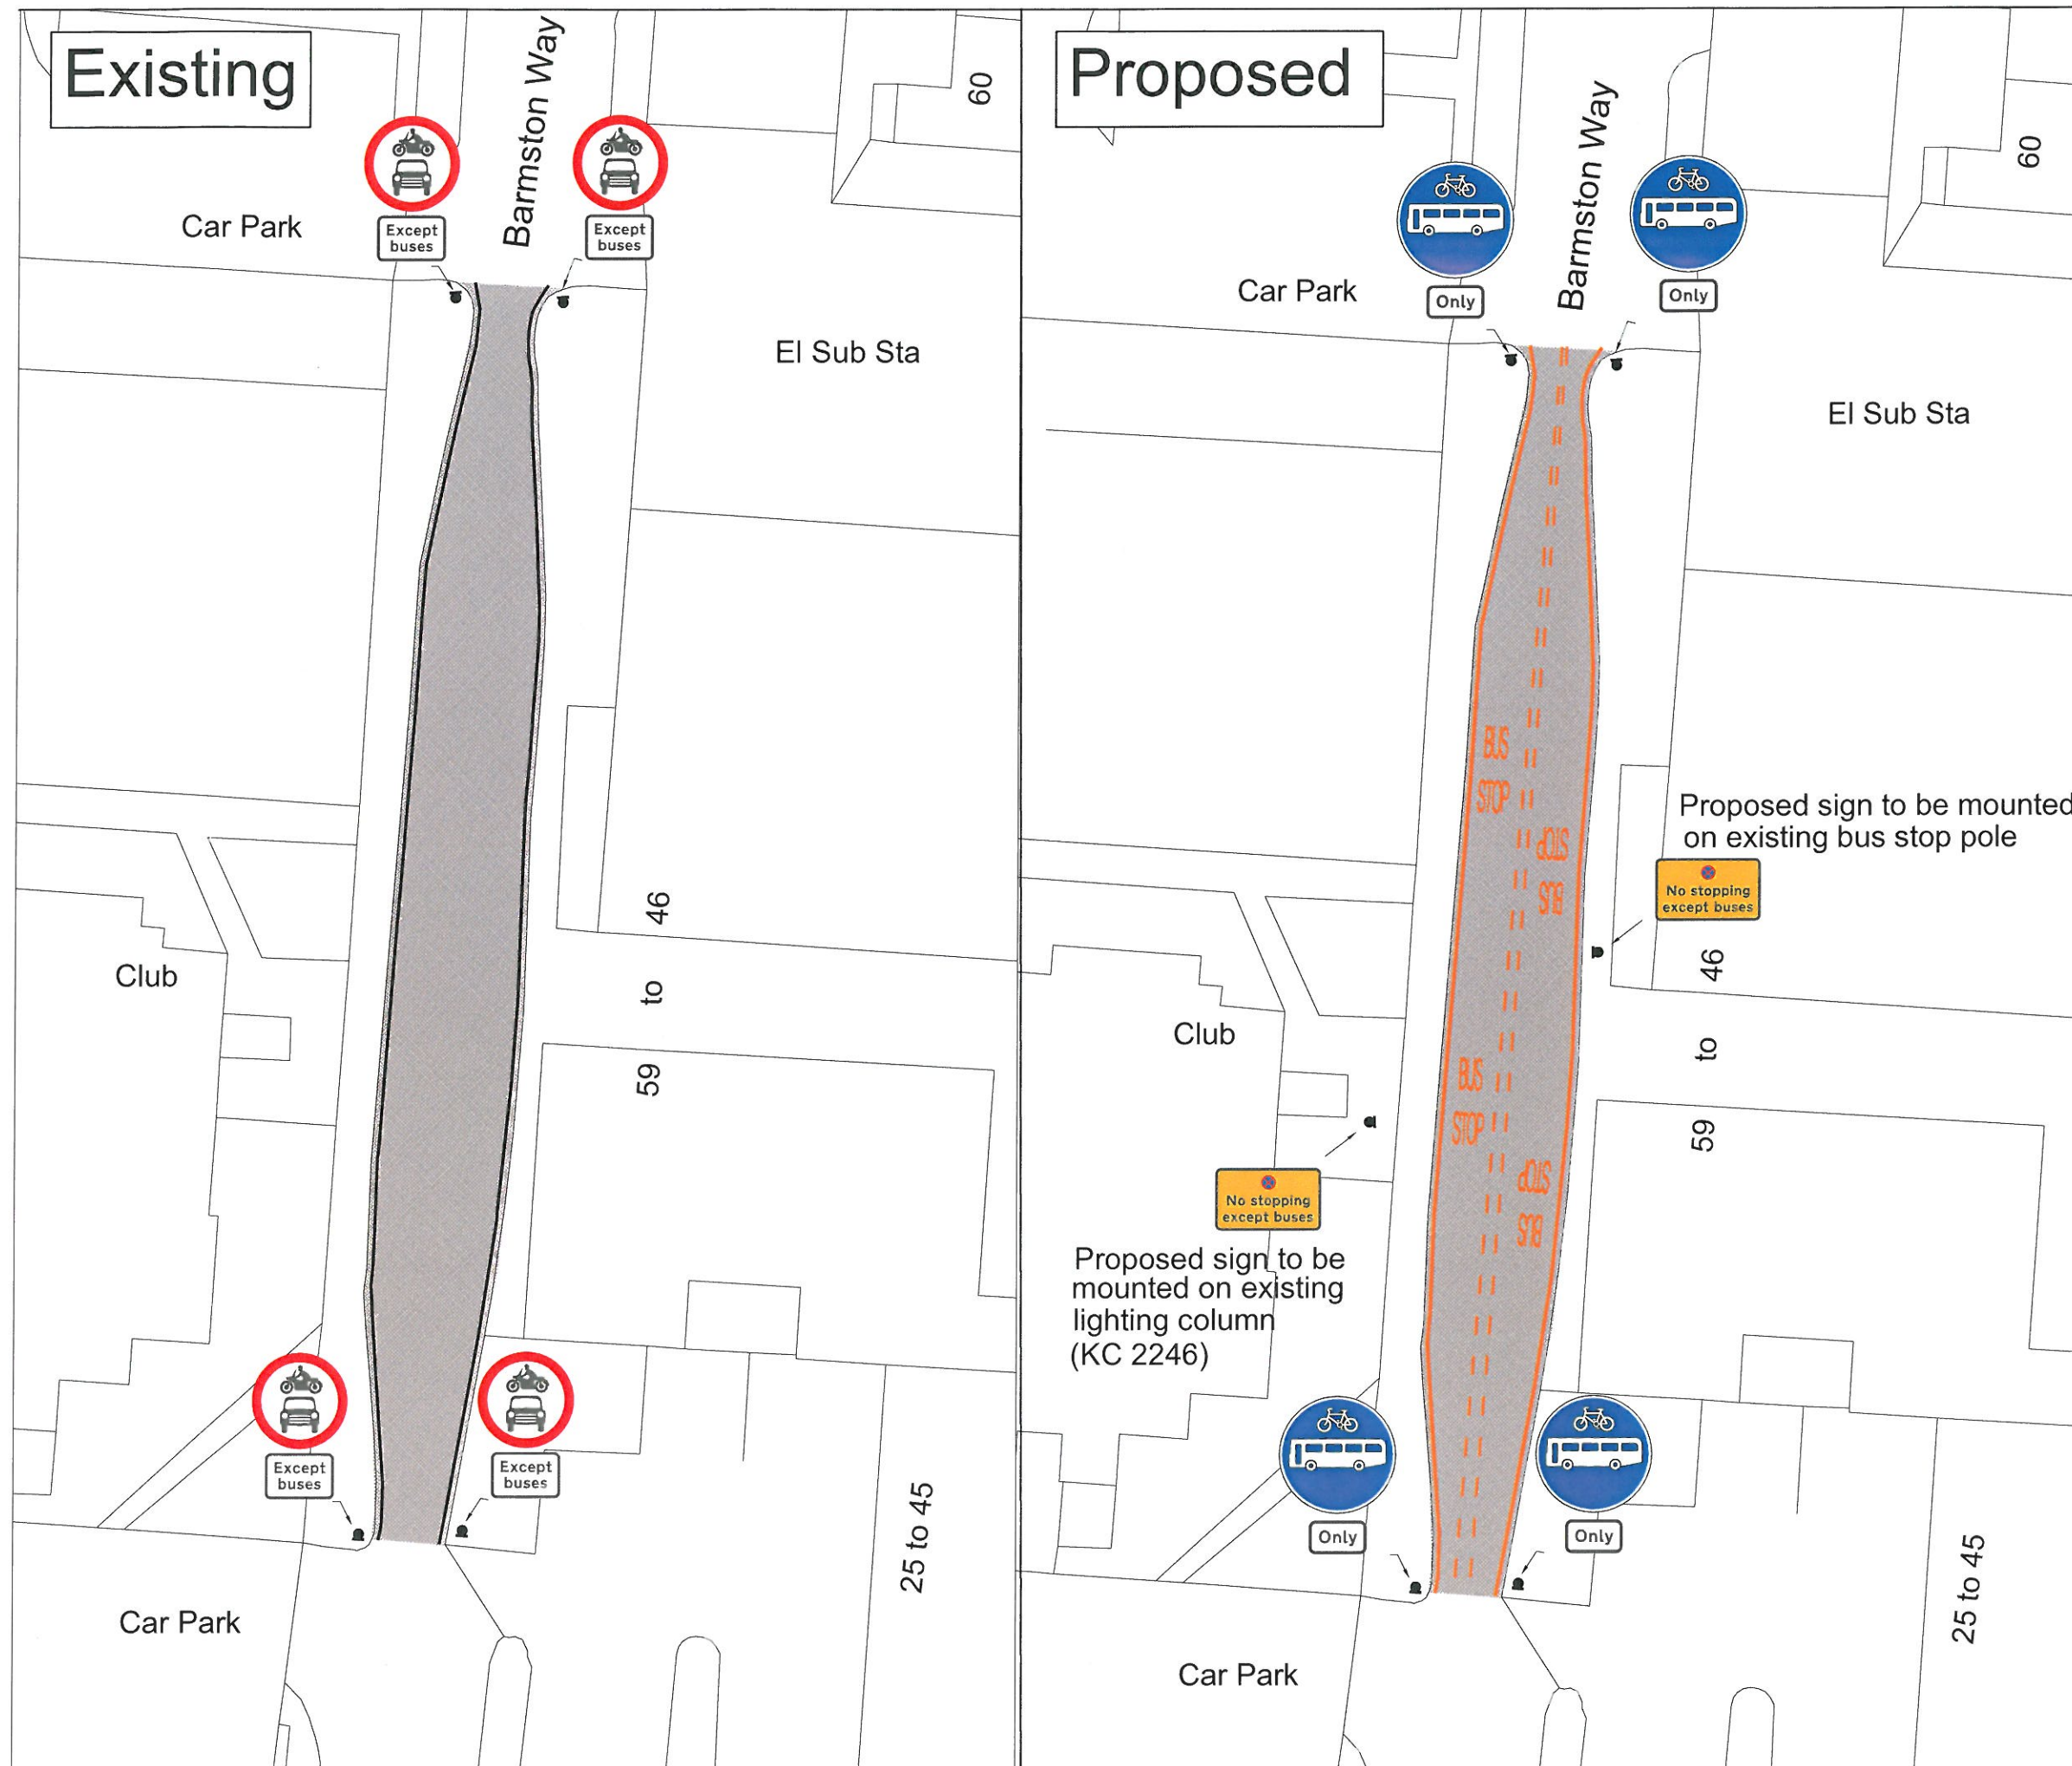 Existing
Barmston Way
60
Except
buses
Except
buses
Car Park
El Sub Sta
46
to
59
Club
Except
buses
Except
buses
25 to 45
Car Park
Proposed
Barmston Way
60
Only
Only
Car Park
El Sub Sta
BUS
STOP
STOP
BUS
Proposed sign to be mounted
on existing bus stop pole
No stopping
except buses
46
to
59
Club
BUS
STOP
STOP
BUS
No stopping
except buses
Proposed sign to be
mounted on existing
lighting column
(KC 2246)
Only
Only
25 to 45
Car Park